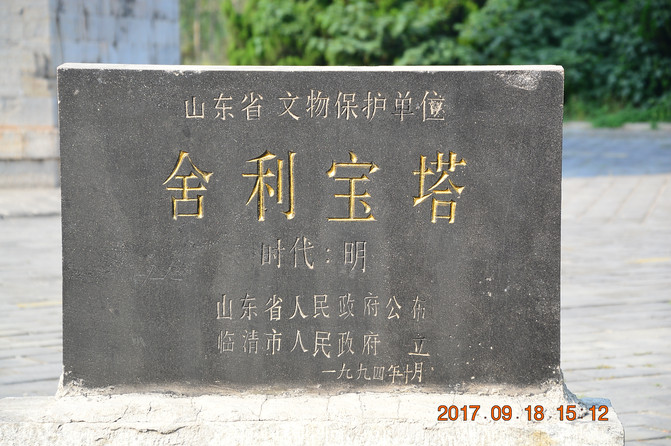 山东省 文物保护单位
舍利宝塔
时代：明
山东省人民政府公布
临清市人民政府 立
一九九四年十月
2017.09.18 15:12